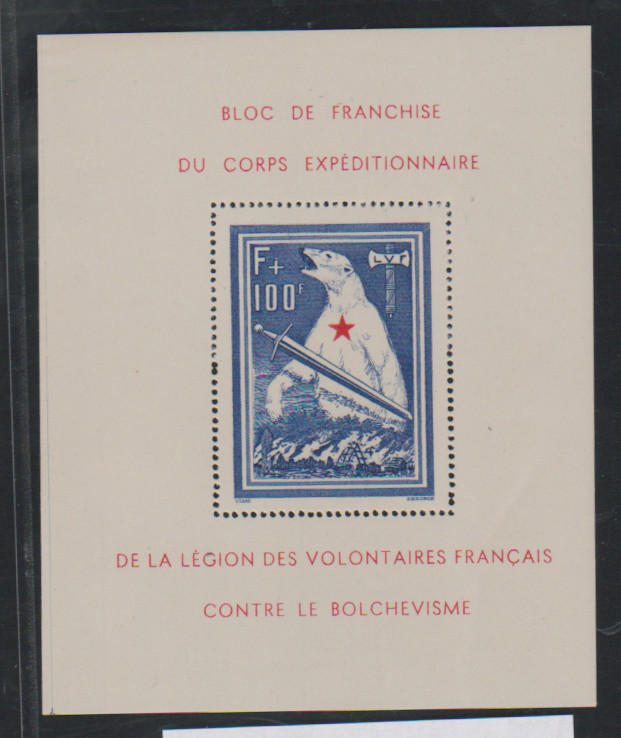 BLOC DE FRANCHISE
DU CORPS EXPÉDITIONNAIRE
F+
100F
LVF
DE LA LÉGION DES VOLONTAIRES FRANÇAIS
CONTRE LE BOLCHEVISME